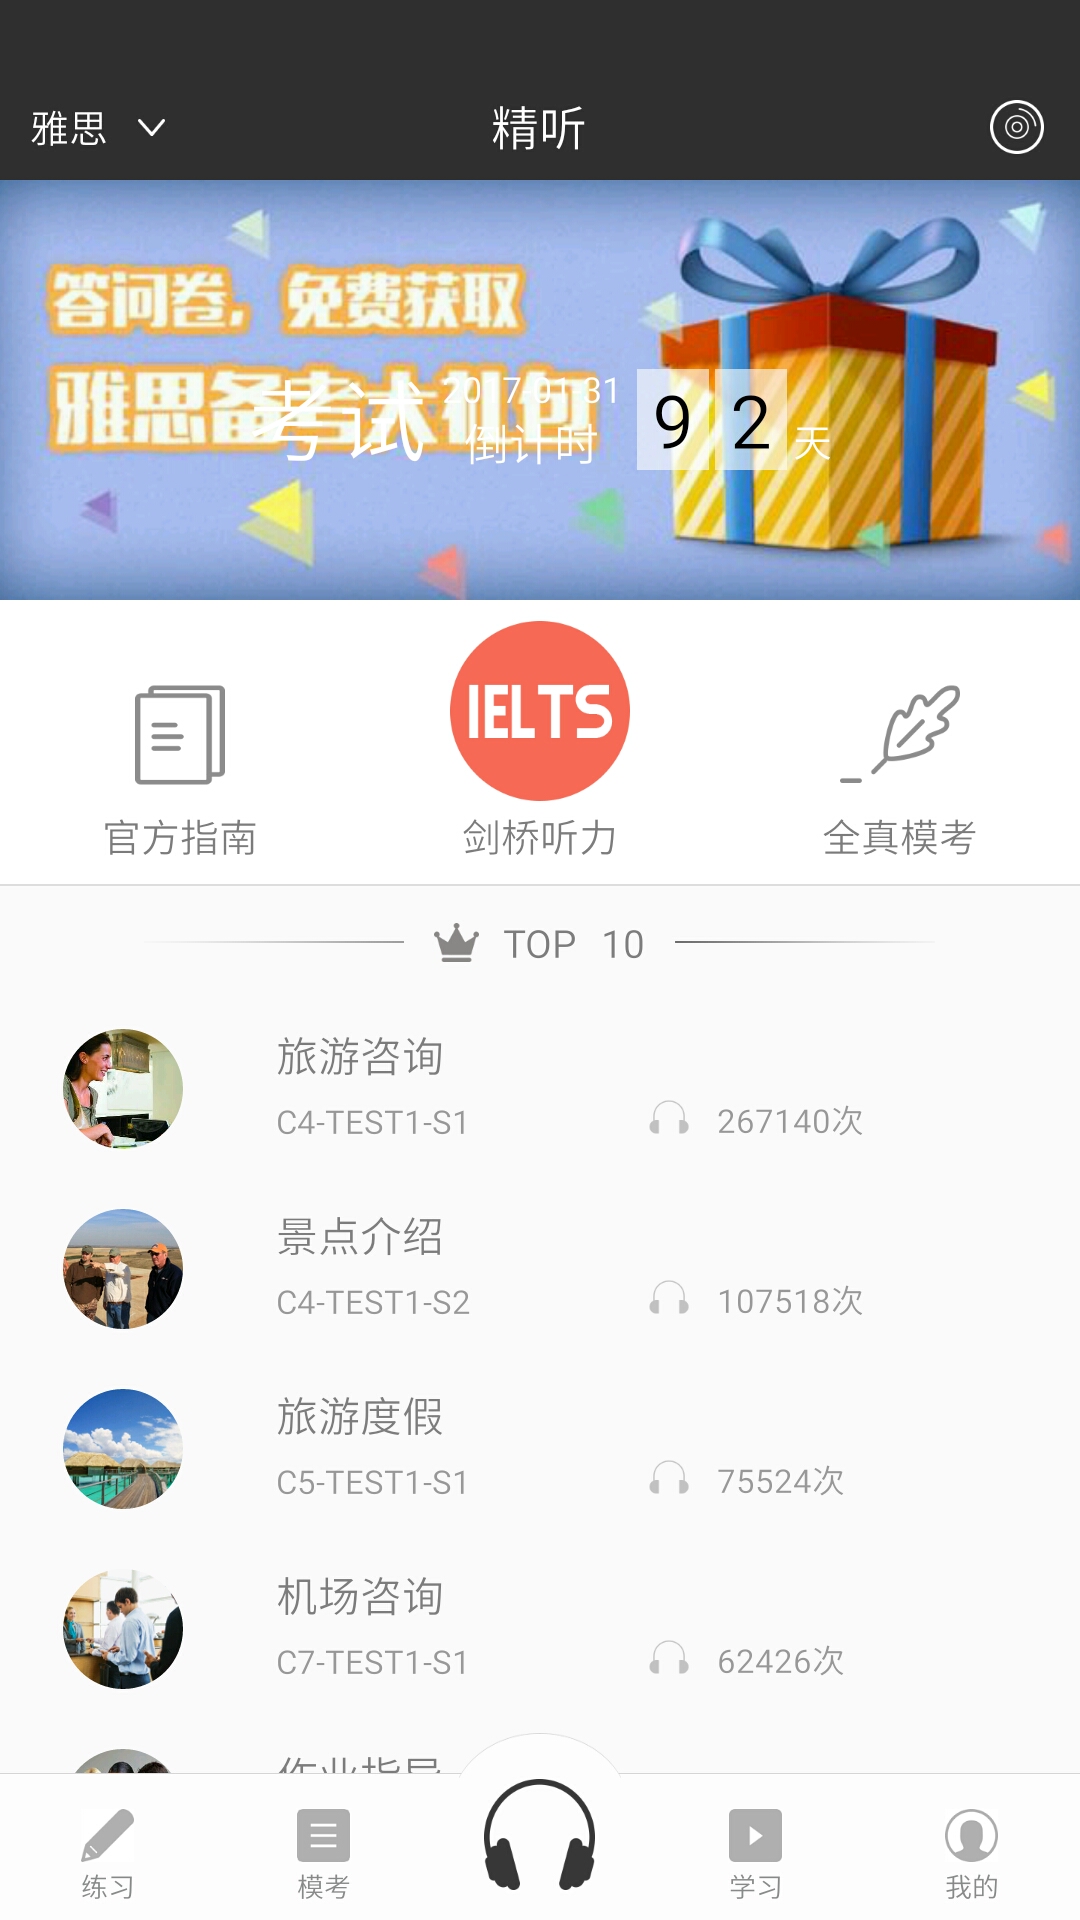 雅思
精听
答问卷，免费获取
雅思备考大礼包
考试
2017-01-31
倒计时
92天
IELTS
官方指南
剑桥听力
全真模考
TOP 10
旅游咨询
C4-TEST1-S1
267140次
景点介绍
C4-TEST1-S2
107518次
旅游度假
C5-TEST1-S1
75524次
机场咨询
C7-TEST1-S1
62426次
作业指导
练习
模考
学习
我的